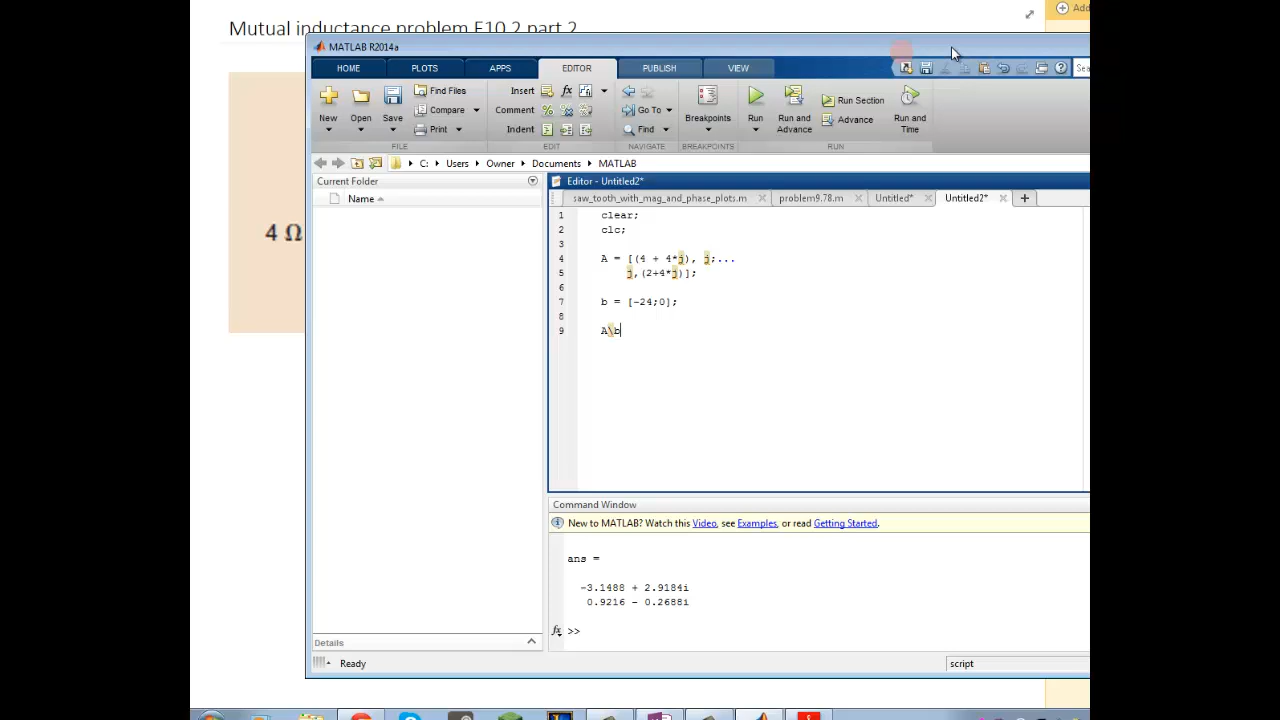 Mutual inductance problem E10.2 part 2
Add
MATLAB R2014a
HOME PLOTS APPS EDITOR PUBLISH VIEW
Sea
New Open Save Find Files Compare Print
Insert Comment Indent
Go To Find
Breakpoints
Run Run and Advance Run Section Advance Run and Time
FILE EDIT NAVIGATE BREAKPOINTS RUN
C: Users Owner Documents MATLAB
Current Folder
Name
4 Ω
Editor - Untitled2*
saw_tooth_with_mag_and_phase_plots.m problem9.78.m Untitled* Untitled2*
1 clear;
2 clc;
3
4 A = [(4 + 4*j), j;...
5 j,(2+4*j)];
6
7 b = [-24;0];
8
9 A\b
Command Window
New to MATLAB? Watch this Video, see Examples, or read Getting Started.
ans =
-3.1488 + 2.9184i
0.9216 - 0.2688i
fx >>
Details
Ready
script